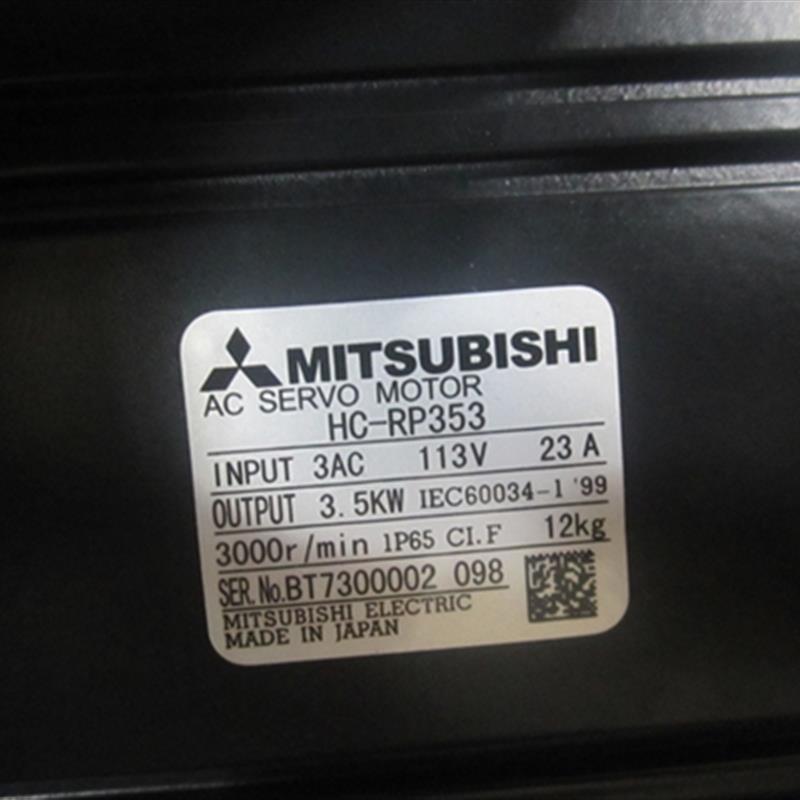 MITSUBISHI
AC SERVO MOTOR
HC-RP353
INPUT 3AC 113V 23 A
OUTPUT 3.5KW IEC60034-1 '99
3000r/min 1P65 CI.F 12kg
SER.No.BT7300002 098
MITSUBISHI ELECTRIC
MADE IN JAPAN